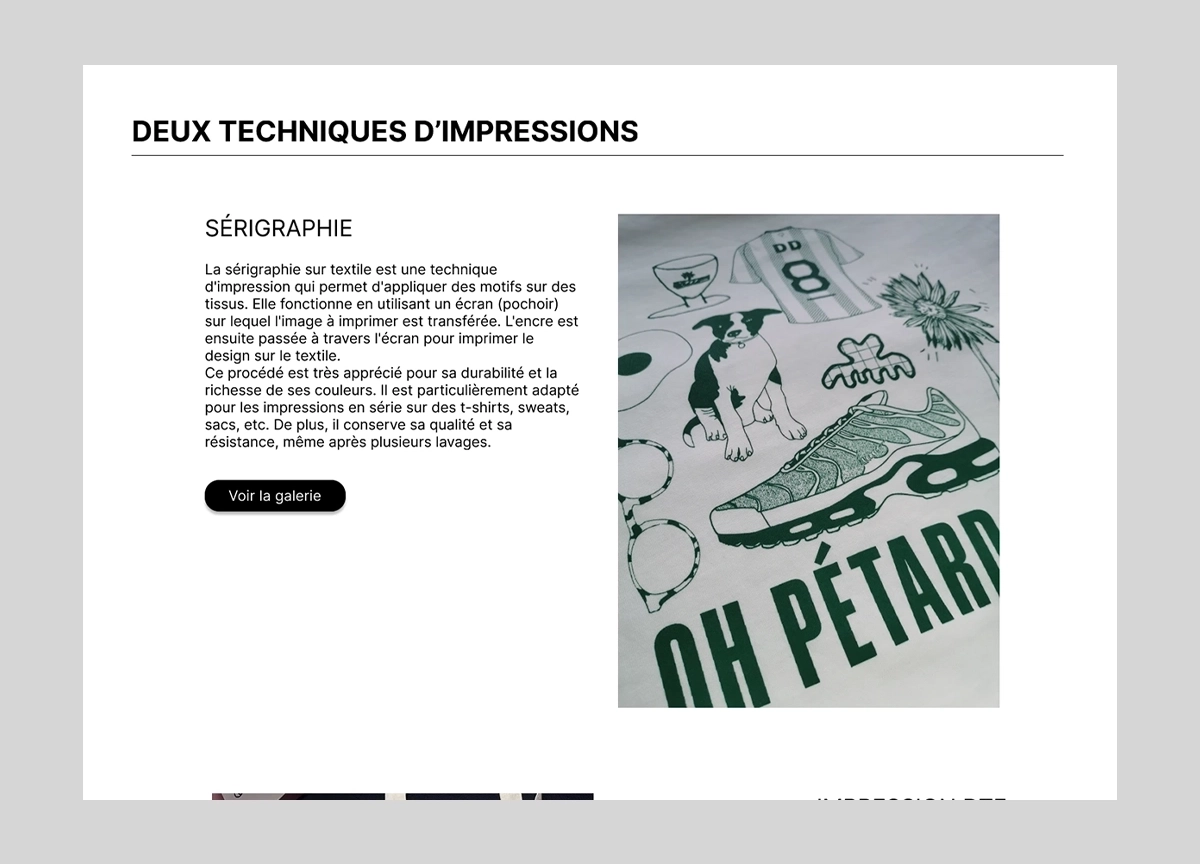 DEUX TECHNIQUES D’IMPRESSIONS
SÉRIGRAPHIE
La sérigraphie sur textile est une technique
d'impression qui permet d'appliquer des motifs sur des
tissus. Elle fonctionne en utilisant un écran (pochoir)
sur lequel l'image à imprimer est transférée. L'encre est
ensuite passée à travers l'écran pour imprimer le
design sur le textile.
Ce procédé est très apprécié pour sa durabilité et la
richesse de ses couleurs. Il est particulièrement adapté
pour les impressions en série sur des t-shirts, sweats,
sacs, etc. De plus, il conserve sa qualité et sa
résistance, même après plusieurs lavages.
Voir la galerie
DD
8
OH PÉTARD
IMPRESSION DTF